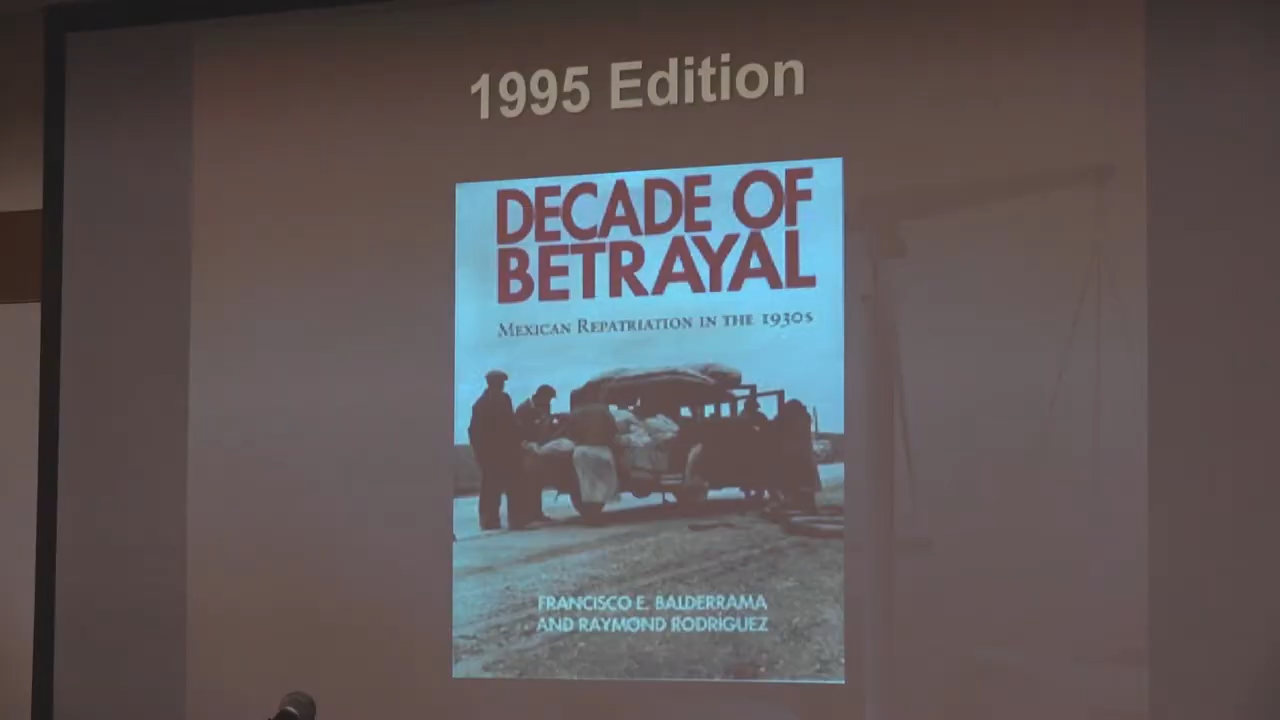 1995 Edition
DECADE OF
BETRAYAL
MEXICAN REPATRIATION IN THE 1930s
FRANCISCO E. BALDERRAMA
AND RAYMOND RODRÍGUEZ